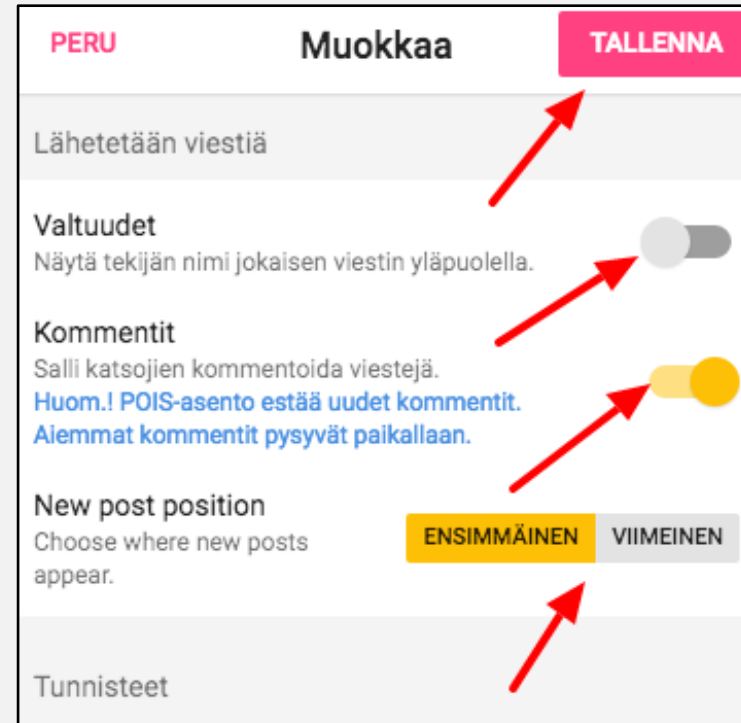 PERU Muokkaa TALLENNA
Lähetetään viestiä
Valtuudet
Näytä tekijän nimi jokaisen viestin yläpuolella.
Kommentit
Salli katsojien kommentoida viestejä.
Huom.! POIS-asento estää uudet kommentit.
Aiemmat kommentit pysyvät paikallaan.
New post position
Choose where new posts
appear.
ENSIMMÄINEN VIIMEINEN
Tunnisteet